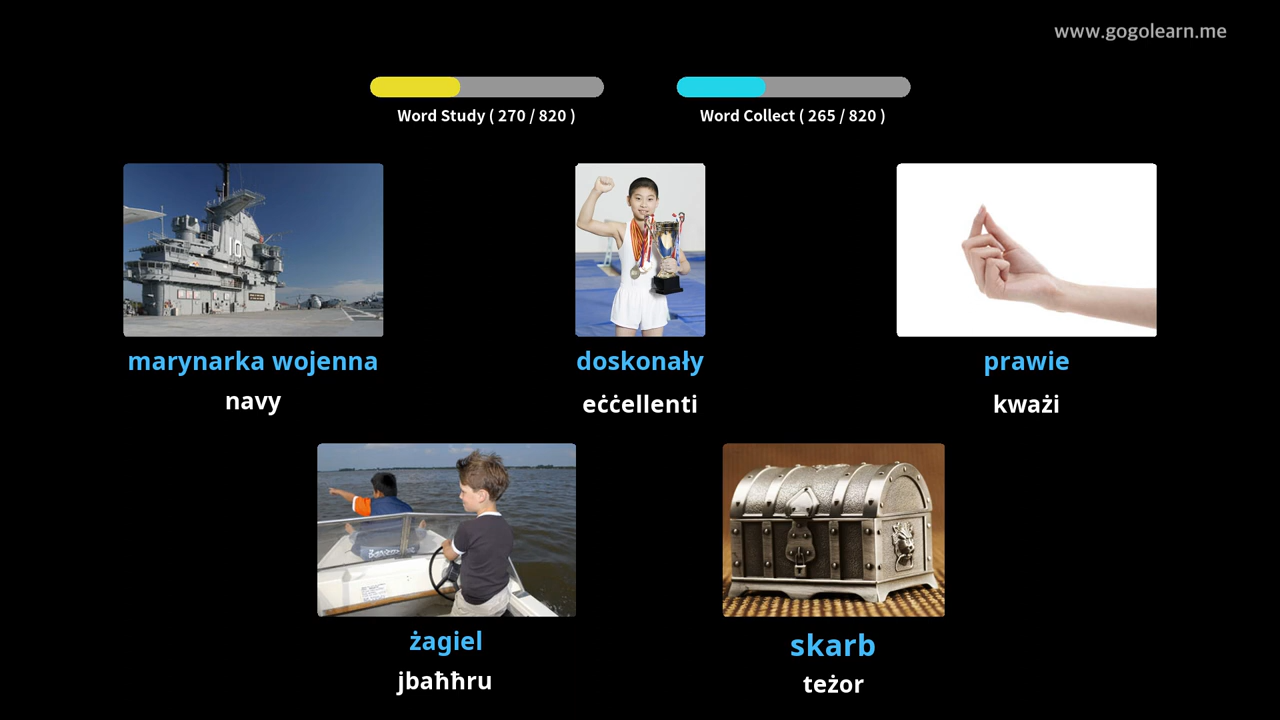 www.gogolearn.me
Word Study ( 270 / 820 )
Word Collect ( 265 / 820 )
marynarka wojenna
navy
doskonały
eċċellenti
prawie
kważi
żagiel
jbaħħru
skarb
teżor